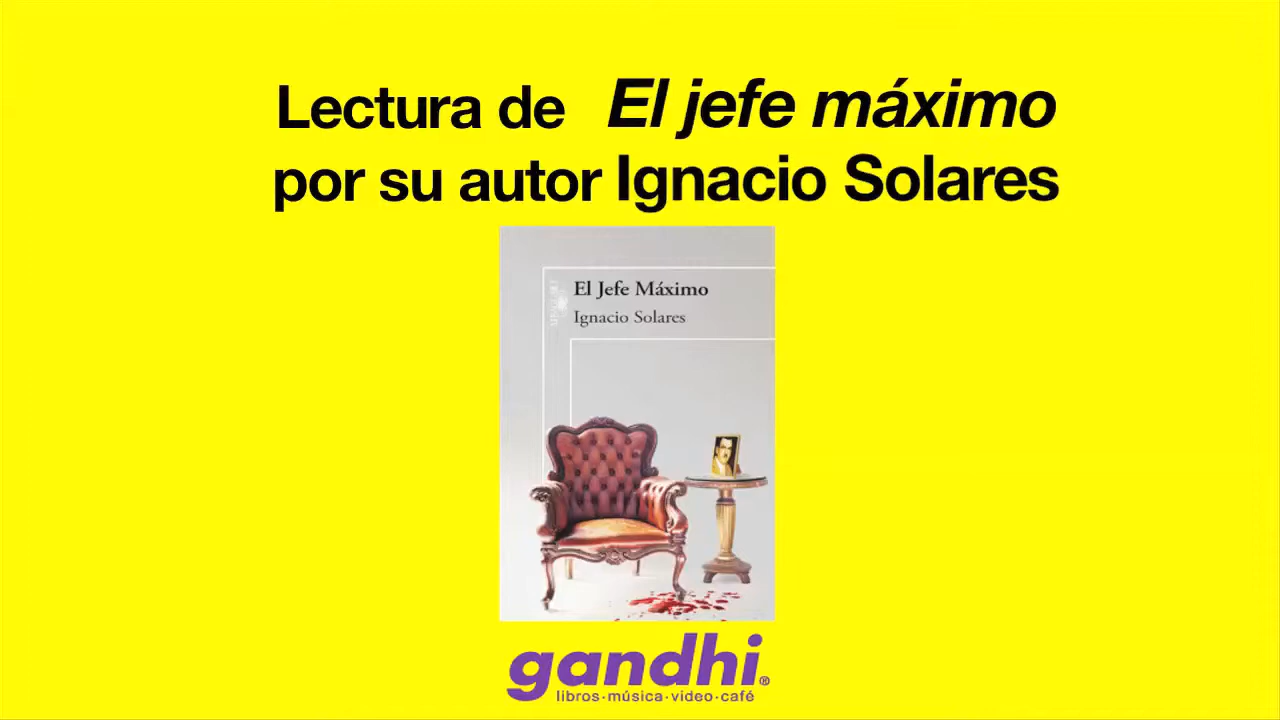 Lectura de El jefe máximo
por su autor Ignacio Solares
El Jefe Máximo
Ignacio Solares
gandhi®
libros·música·video·café